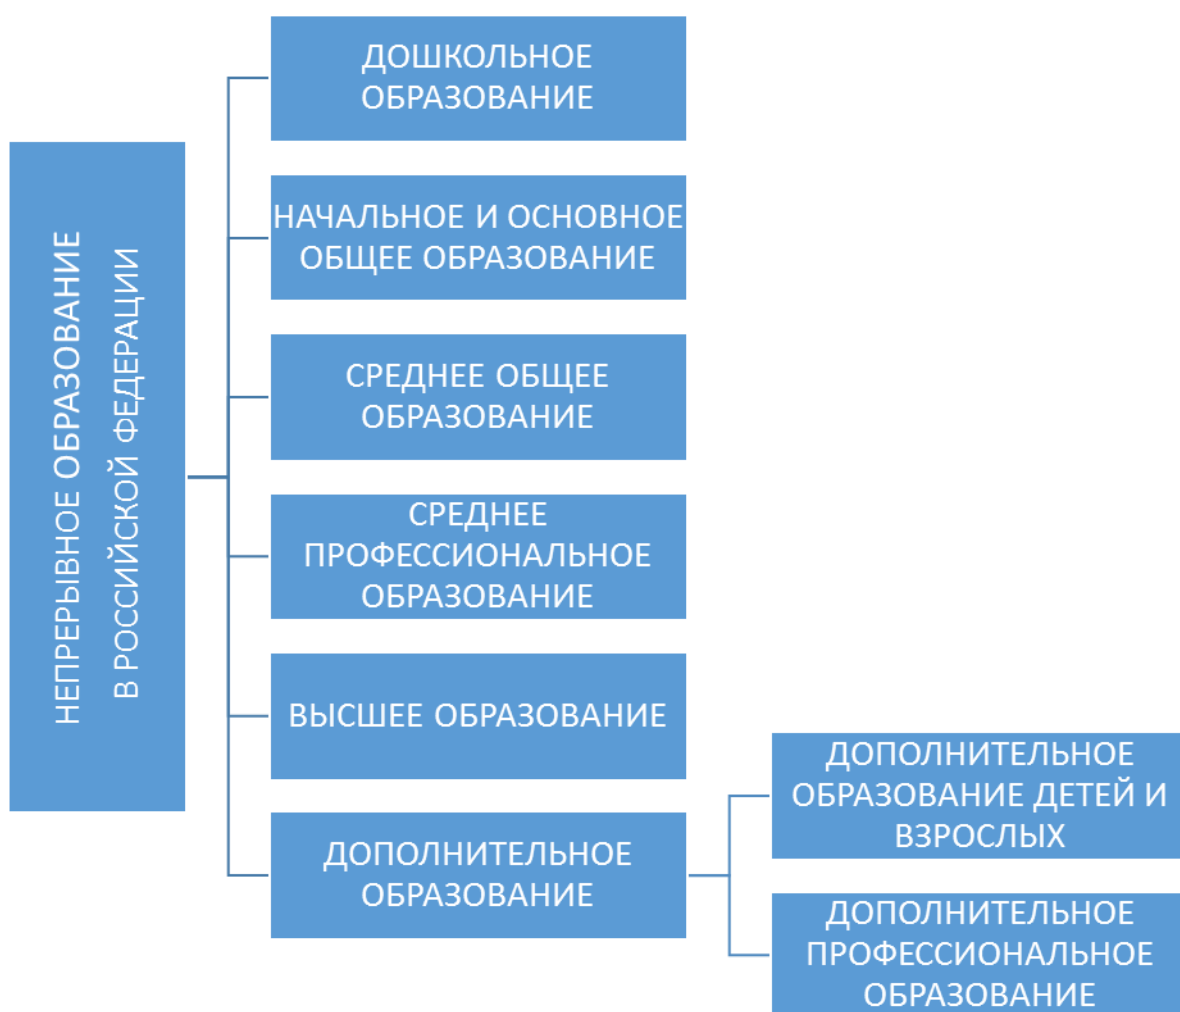 НЕПРЕРЫВНОЕ ОБРАЗОВАНИЕ
В РОССИЙСКОЙ ФЕДЕРАЦИИ
ДОШКОЛЬНОЕ
ОБРАЗОВАНИЕ
НАЧАЛЬНОЕ И ОСНОВНОЕ
ОБЩЕЕ ОБРАЗОВАНИЕ
СРЕДНЕЕ ОБЩЕЕ
ОБРАЗОВАНИЕ
СРЕДНЕЕ
ПРОФЕССИОНАЛЬНОЕ
ОБРАЗОВАНИЕ
ВЫСШЕЕ ОБРАЗОВАНИЕ
ДОПОЛНИТЕЛЬНОЕ
ОБРАЗОВАНИЕ
ДОПОЛНИТЕЛЬНОЕ
ОБРАЗОВАНИЕ ДЕТЕЙ И
ВЗРОСЛЫХ
ДОПОЛНИТЕЛЬНОЕ
ПРОФЕССИОНАЛЬНОЕ
ОБРАЗОВАНИЕ